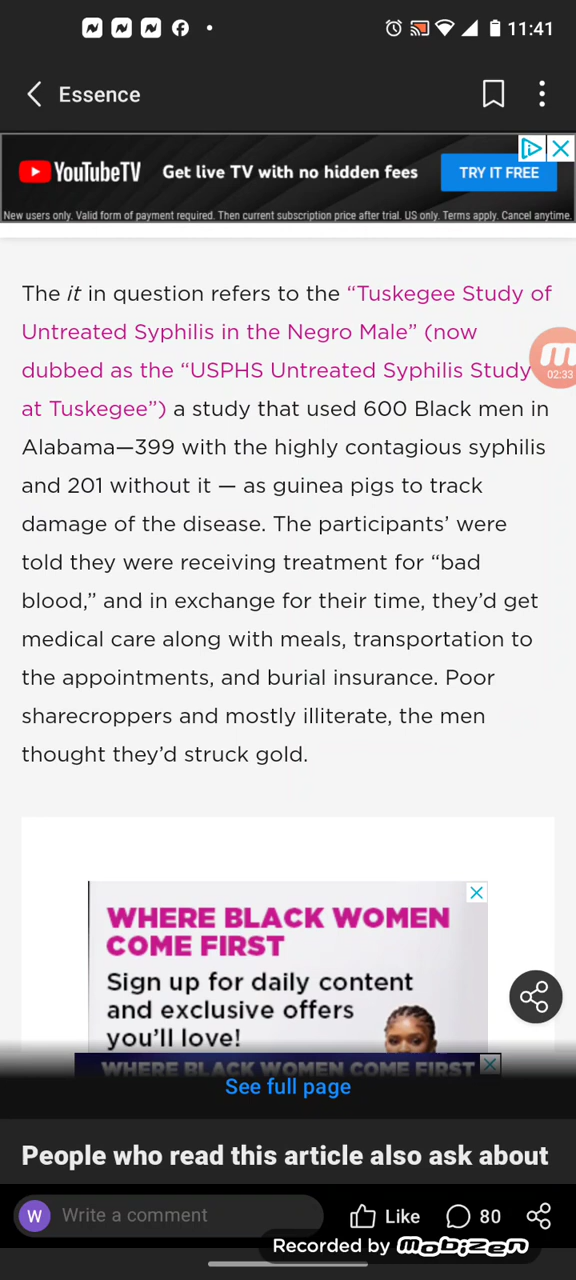 11:41
Essence
YouTubeTV Get live TV with no hidden fees TRY IT FREE
New users only. Valid form of payment required. Then current subscription price after trial. US only. Terms apply. Cancel anytime.
The it in question refers to the “Tuskegee Study of
Untreated Syphilis in the Negro Male” (now
dubbed as the “USPHS Untreated Syphilis Study
02:33
at Tuskegee”) a study that used 600 Black men in
Alabama—399 with the highly contagious syphilis
and 201 without it — as guinea pigs to track
damage of the disease. The participants’ were
told they were receiving treatment for “bad
blood,” and in exchange for their time, they’d get
medical care along with meals, transportation to
the appointments, and burial insurance. Poor
sharecroppers and mostly illiterate, the men
thought they’d struck gold.
WHERE BLACK WOMEN
COME FIRST
Sign up for daily content
and exclusive offers
you’ll love!
WHERE BLACK WOMEN COME FIRST
See full page
People who read this article also ask about
W Write a comment Like 80
Recorded by mobizen